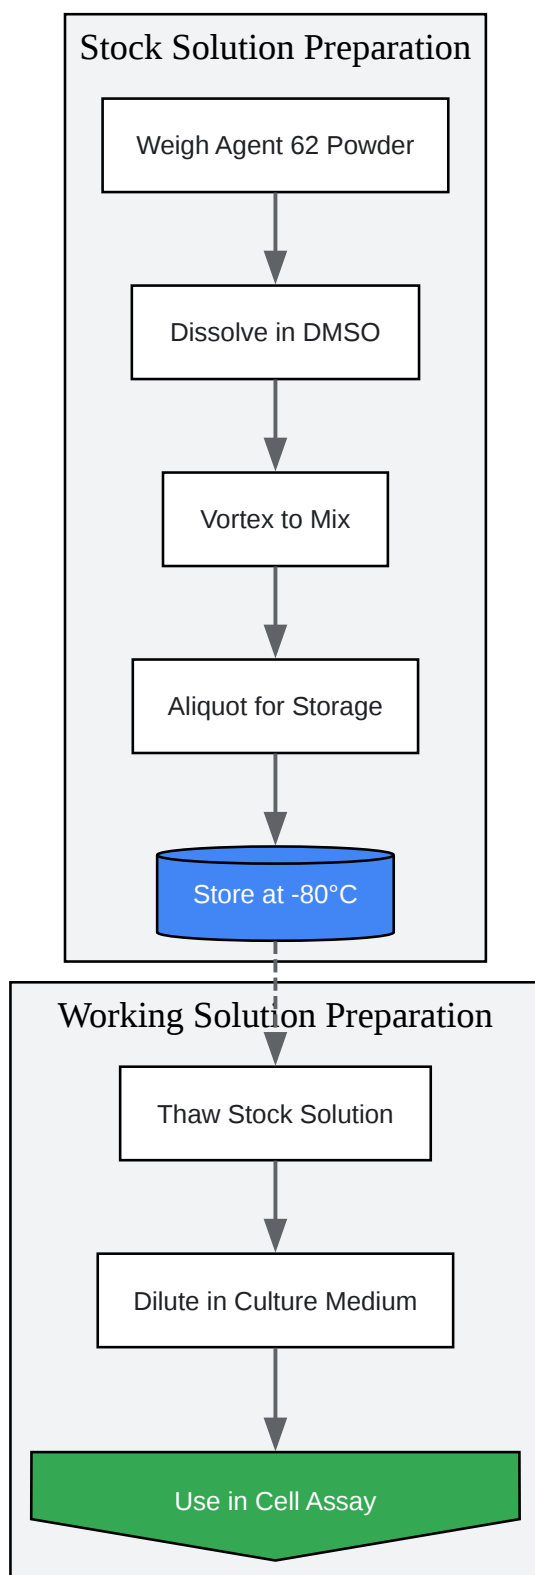 Stock Solution Preparation
Weigh Agent 62 Powder
Dissolve in DMSO
Vortex to Mix
Aliquot for Storage
Store at -80°C
Working Solution Preparation
Thaw Stock Solution
Dilute in Culture Medium
Use in Cell Assay